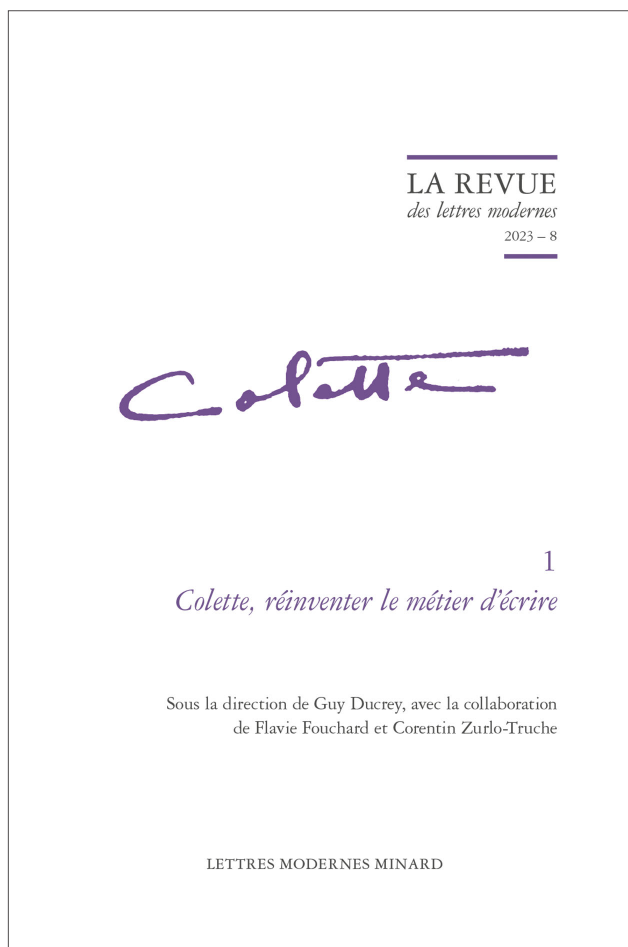 LA REVUE
des lettres modernes
2023 – 8
Colette
1
Colette, réinventer le métier d’écrire
Sous la direction de Guy Ducrey, avec la collaboration
de Flavie Fouchard et Corentin Zurlo-Truche
LETTRES MODERNES MINARD